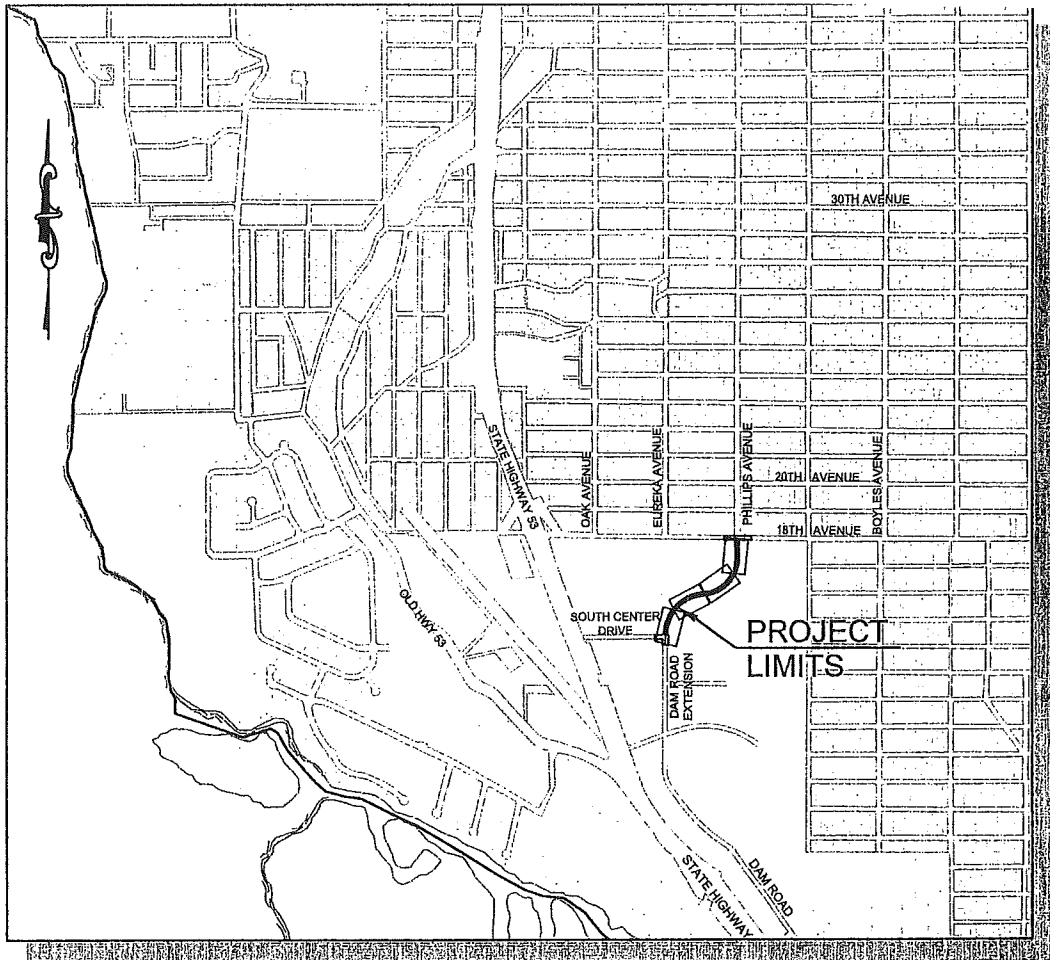 30TH AVENUE
STATE HIGHWAY 53
OAK AVENUE
EUREKA AVENUE
PHILLIPS AVENUE
20TH AVENUE
BOYLES AVENUE
18TH AVENUE
OLD HWY 53
SOUTH CENTER
DRIVE
PROJECT
LIMITS
DAM ROAD
EXTENSION
STATE HIGHWAY
DAM ROAD